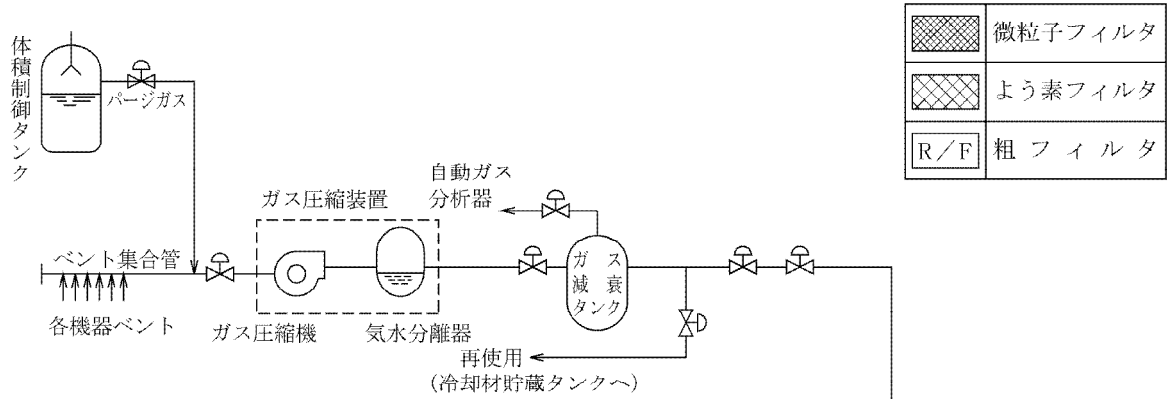 体積制御タンク
パージガス
ベント集合管
各機器ベント
ガス圧縮装置
ガス圧縮機
気水分離器
自動ガス
分析器
ガス
減衰
タンク
再使用
(冷却材貯蔵タンクへ)
微粒子フィルタ
よう素フィルタ
R/F 粗フィルタ